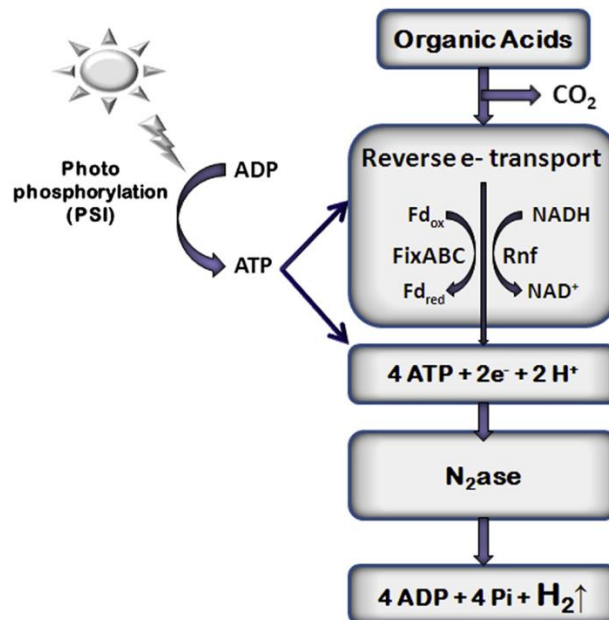 Organic Acids
CO₂
Photo
phosphorylation
(PSI)
ADP
ATP
Reverse e- transport
Fdox
NADH
FixABC
Rnf
Fdred
NAD⁺
4 ATP + 2e⁻ + 2 H⁺
N₂ase
4 ADP + 4 Pi + H₂↑